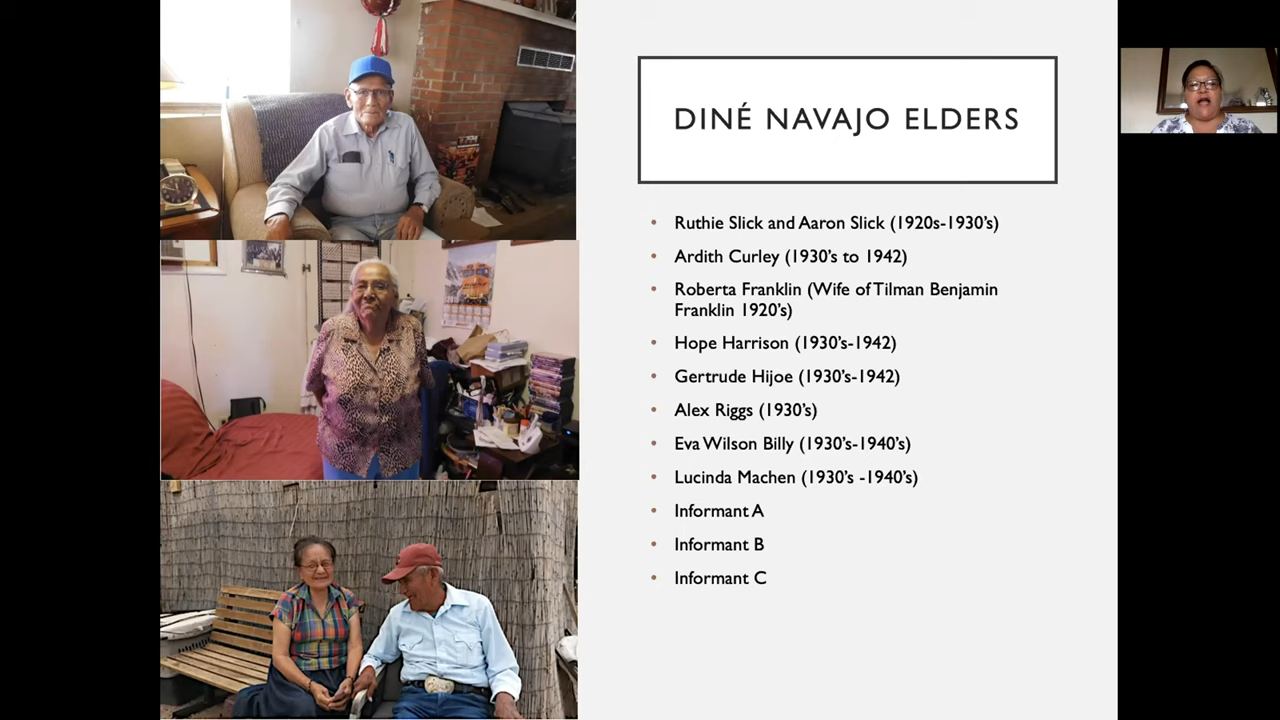 DINÉ NAVAJO ELDERS
• Ruthie Slick and Aaron Slick (1920s-1930's)
• Ardith Curley (1930's to 1942)
• Roberta Franklin (Wife of Tilman Benjamin
Franklin 1920's)
• Hope Harrison (1930's-1942)
• Gertrude Hijoe (1930's-1942)
• Alex Riggs (1930's)
• Eva Wilson Billy (1930's-1940's)
• Lucinda Machen (1930's -1940's)
• Informant A
• Informant B
• Informant C